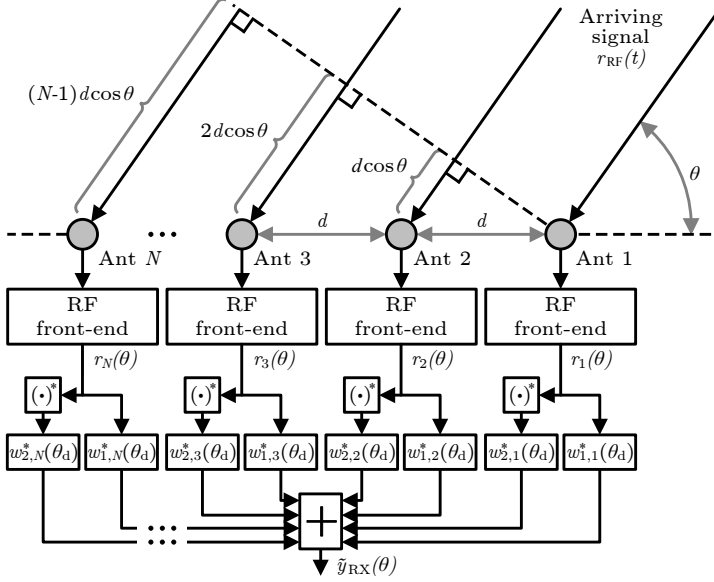 Arriving
signal
r_RF(t)
(N-1)dcosθ
2dcosθ
dcosθ
θ
d
d
Ant N
...
Ant 3
Ant 2
Ant 1
RF
front-end
RF
front-end
RF
front-end
RF
front-end
r_N(θ)
r_3(θ)
r_2(θ)
r_1(θ)
(·)*
(·)*
(·)*
(·)*
w*_2,N(θ_d)
w*_1,N(θ_d)
w*_2,3(θ_d)
w*_1,3(θ_d)
w*_2,2(θ_d)
w*_1,2(θ_d)
w*_2,1(θ_d)
w*_1,1(θ_d)
...
...
+
ỹ_RX(θ)